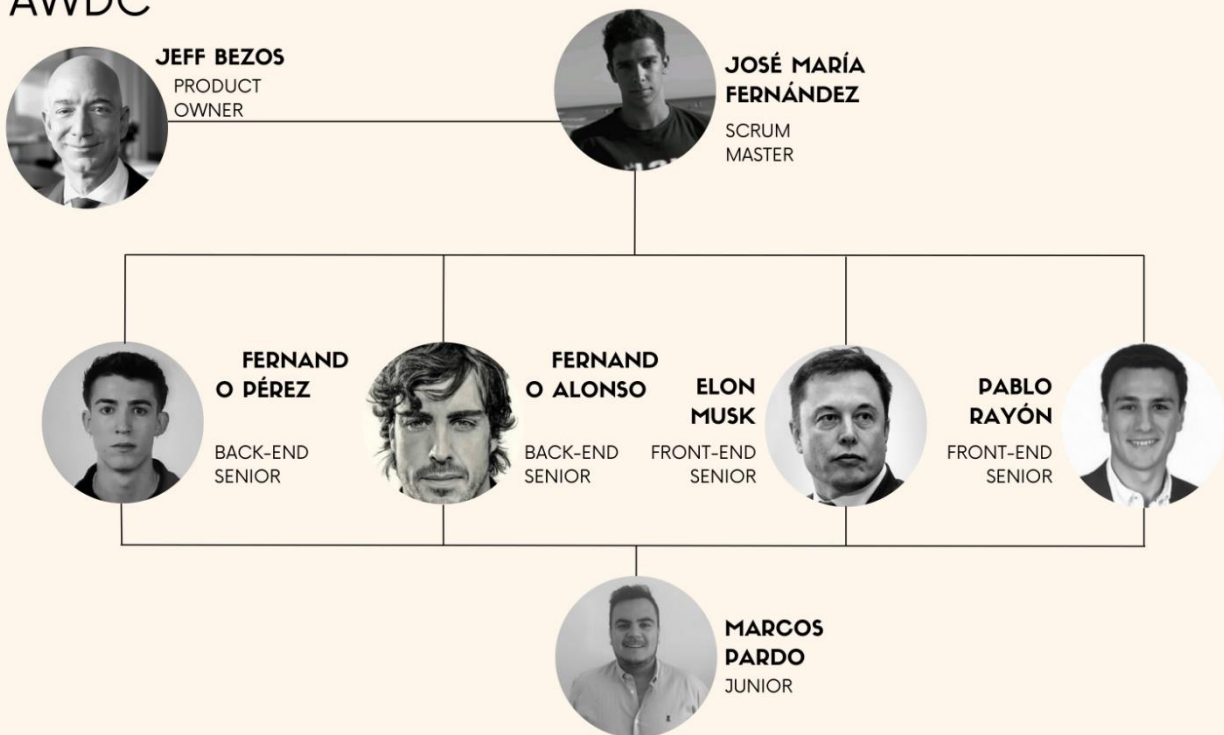 AWDC
JEFF BEZOS
PRODUCT
OWNER
JOSÉ MARÍA
FERNÁNDEZ
SCRUM
MASTER
FERNAND
O PÉREZ
BACK-END
SENIOR
FERNAND
O ALONSO
BACK-END
SENIOR
ELON
MUSK
FRONT-END
SENIOR
PABLO
RAYÓN
FRONT-END
SENIOR
MARCOS
PARDO
JUNIOR